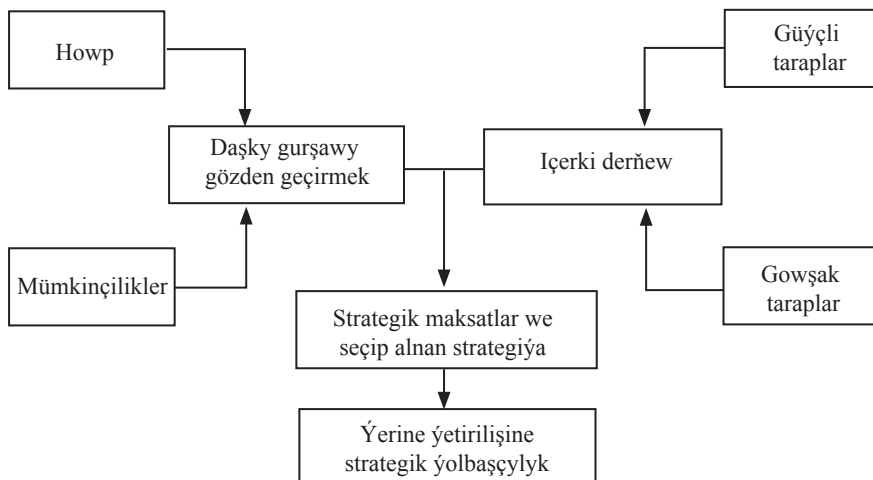 Howp
Güýçli
taraplar
Daşky gurşawy
gözden geçirmek
Içerki derňew
Mümkinçilikler
Gowşak
taraplar
Strategik maksatlar we
seçip alnan strategiýa
Ýerine ýetirilişine
strategik ýolbaşçylyk